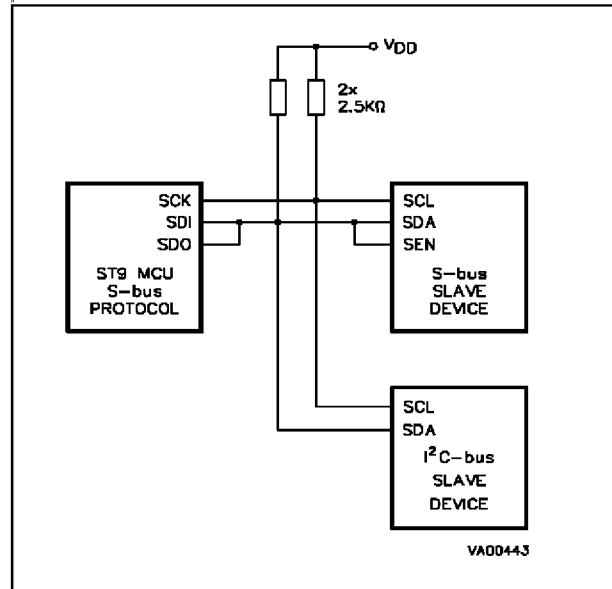 VDD
2x
2.5KΩ
SCK
SDI
SDO
ST9 MCU
S-bus
PROTOCOL
SCL
SDA
SEN
S-bus
SLAVE
DEVICE
SCL
SDA
I²C-bus
SLAVE
DEVICE
VA00443